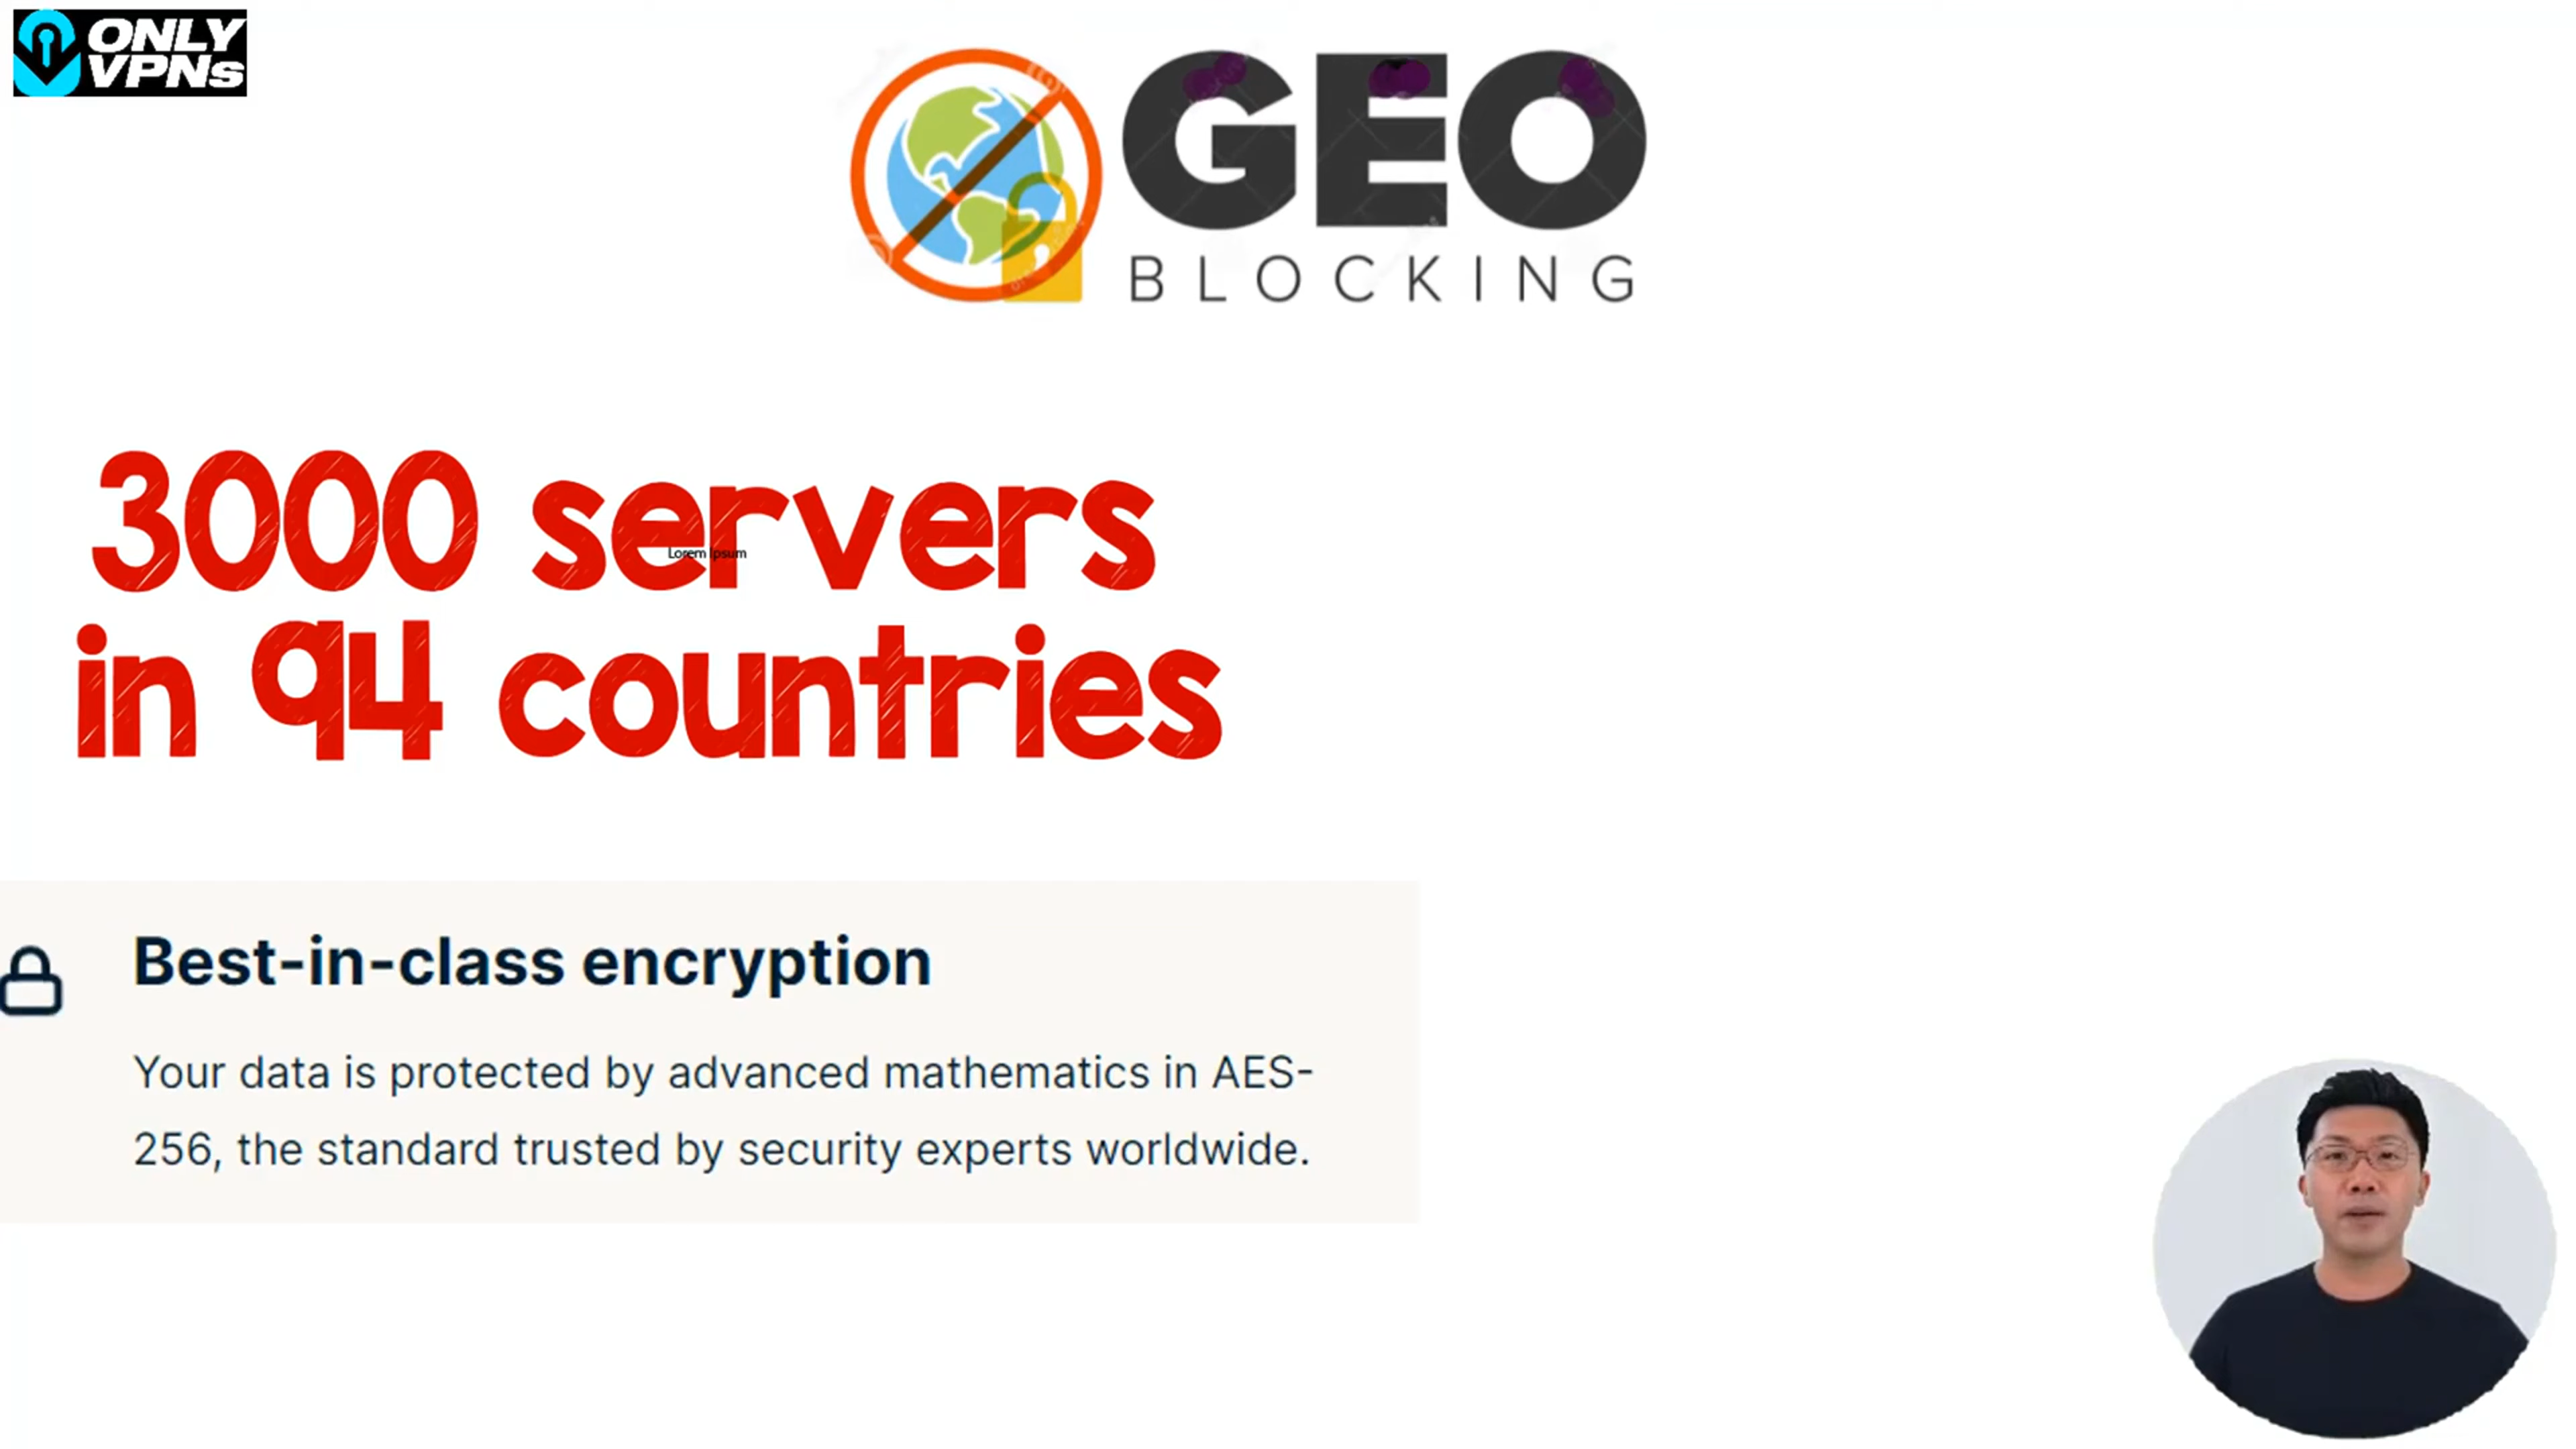 ONLY
VPNs
GEO
BLOCKING
3000 servers
Lorem Ipsum
in 94 countries
Best-in-class encryption
Your data is protected by advanced mathematics in AES-
256, the standard trusted by security experts worldwide.